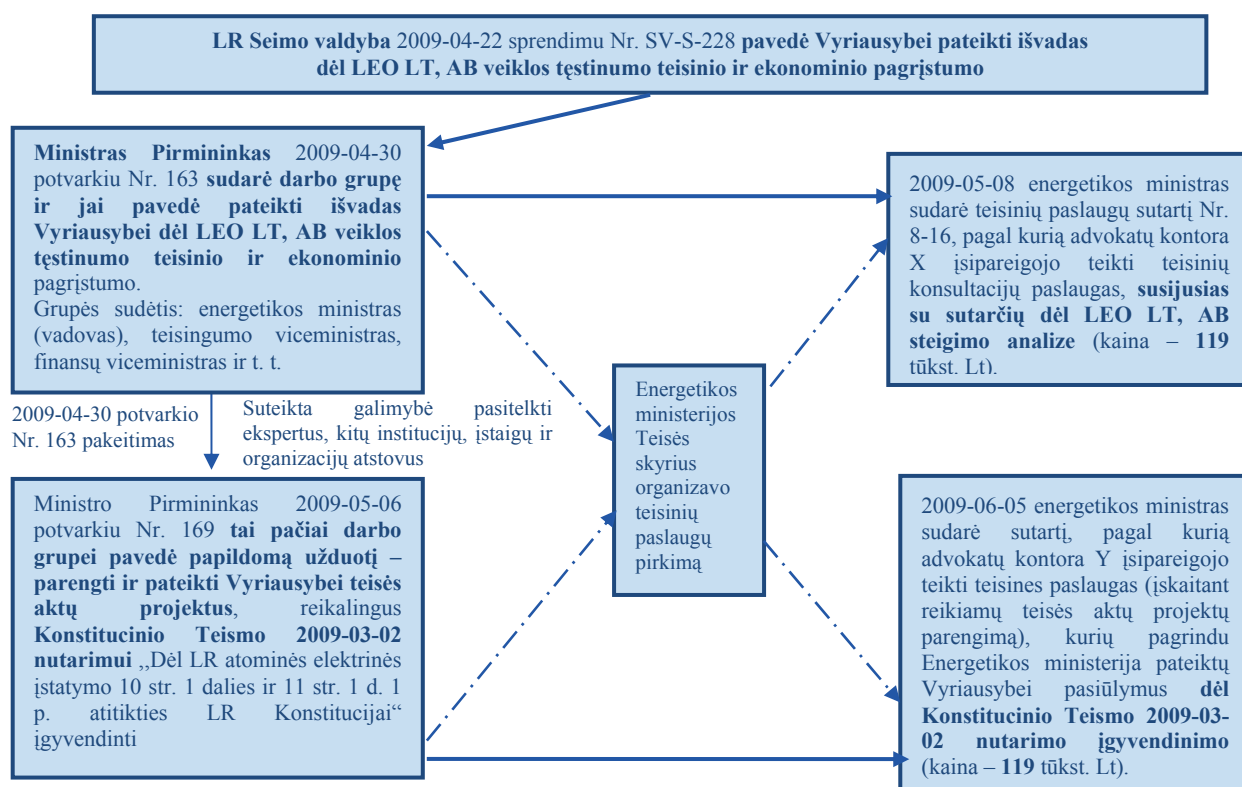 LR Seimo valdyba 2009-04-22 sprendimu Nr. SV-S-228 pavedė Vyriausybei pateikti išvadas
dėl LEO LT, AB veiklos tęstinumo teisinio ir ekonominio pagrįstumo
Ministras Pirmininkas 2009-04-30
potvarkiu Nr. 163 sudarė darbo grupę
ir jai pavedė pateikti išvadas
Vyriausybei dėl LEO LT, AB veiklos
tęstinumo teisinio ir ekonominio
pagrįstumo.
Grupės sudėtis: energetikos ministras
(vadovas), teisingumo viceministras,
finansų viceministras ir t. t.
2009-05-08 energetikos ministras
sudarė teisinių paslaugų sutartį Nr.
8-16, pagal kurią advokatų kontora
X įsipareigojo teikti teisinių
konsultacijų paslaugas, susijusias
su sutarčių dėl LEO LT, AB
steigimo analize (kaina – 119
tūkst. Lt).
2009-04-30 potvarkio
Nr. 163 pakeitimas
Suteikta galimybė pasitelkti
ekspertus, kitų institucijų, įstaigų ir
organizacijų atstovus
Energetikos
ministerijos
Teisės
skyrius
organizavo
teisinių
paslaugų
pirkimą
Ministro Pirmininkas 2009-05-06
potvarkiu Nr. 169 tai pačiai darbo
grupei pavedė papildomą užduotį –
parengti ir pateikti Vyriausybei teisės
aktų projektus, reikalingus
Konstitucinio Teismo 2009-03-02
nutarimui ,,Dėl LR atominės elektrinės
įstatymo 10 str. 1 dalies ir 11 str. 1 d. 1
p. atitikties LR Konstitucijai“
įgyvendinti
2009-06-05 energetikos ministras
sudarė sutartį, pagal kurią
advokatų kontora Y įsipareigojo
teikti teisines paslaugas (įskaitant
reikiamų teisės aktų projektų
parengimą), kurių pagrindu
Energetikos ministerija pateiktų
Vyriausybei pasiūlymus dėl
Konstitucinio Teismo 2009-03-
02 nutarimo įgyvendinimo
(kaina – 119 tūkst. Lt).